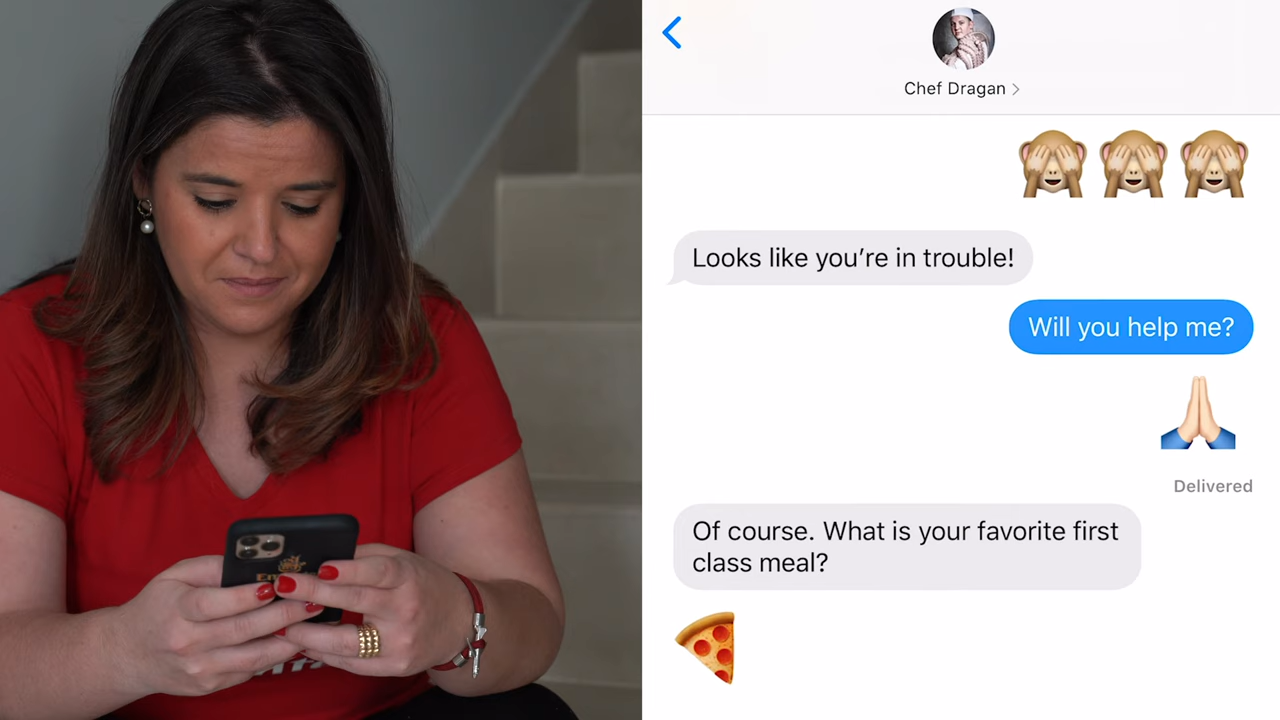 Chef Dragan
Looks like you’re in trouble!
Will you help me?
Delivered
Of course. What is your favorite first
class meal?